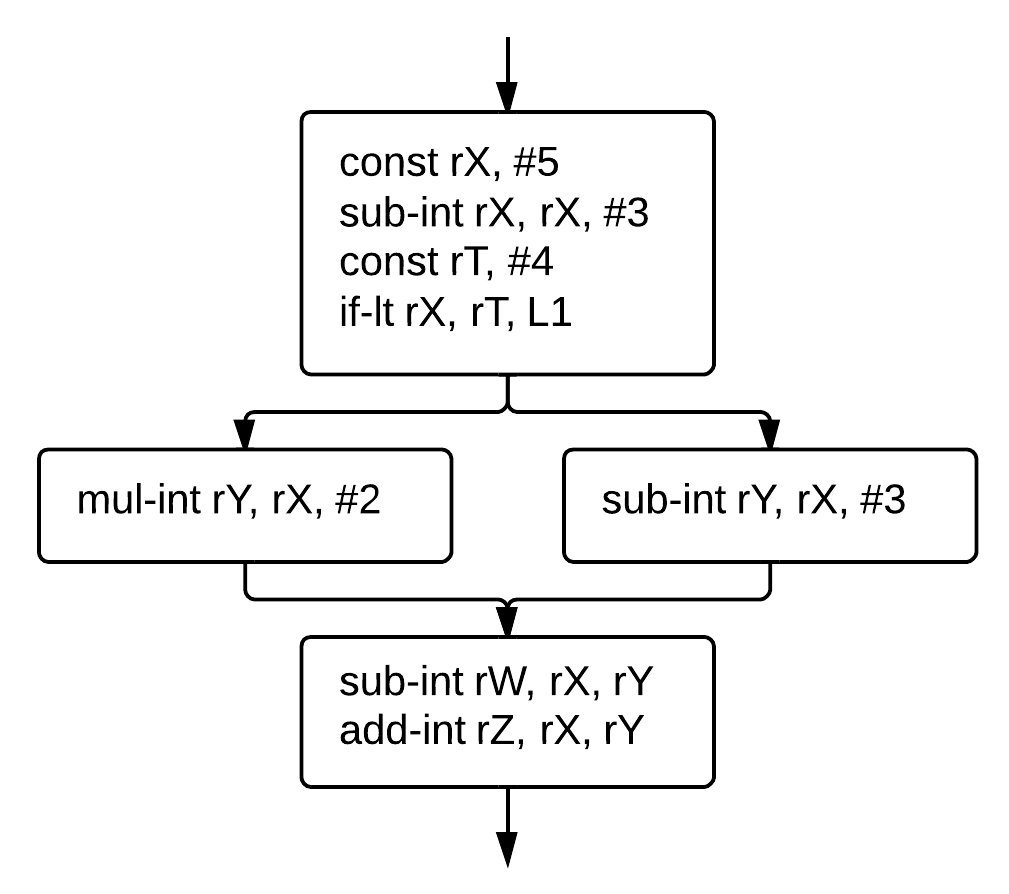 const rX, #5
sub-int rX, rX, #3
const rT, #4
if-lt rX, rT, L1
mul-int rY, rX, #2
sub-int rY, rX, #3
sub-int rW, rX, rY
add-int rZ, rX, rY